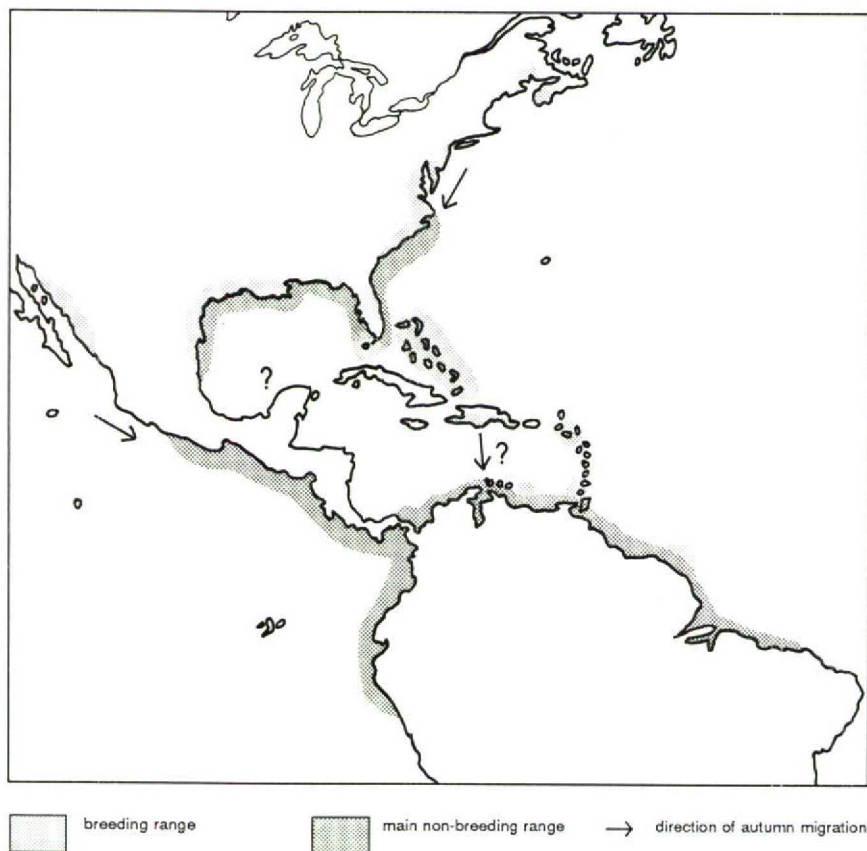 ?
?
breeding range
main non-breeding range
direction of autumn migration